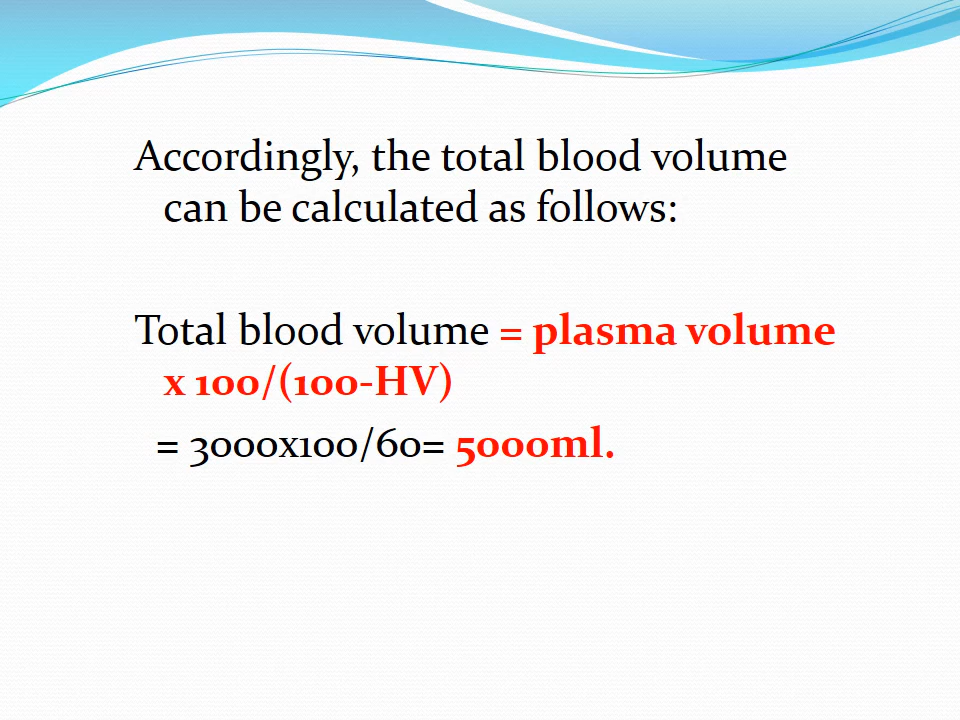 Accordingly, the total blood volume
can be calculated as follows:
Total blood volume = plasma volume
x 100/(100-HV)
= 3000x100/60= 5000ml.